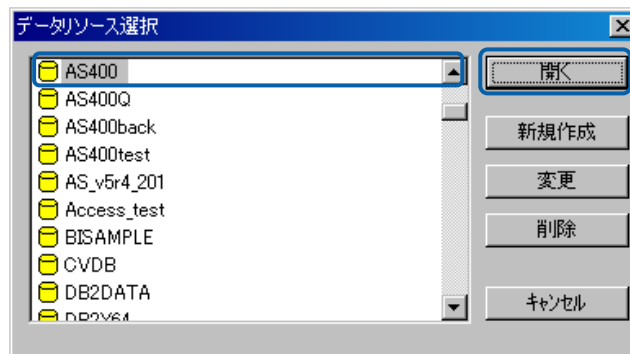 データソース選択
AS400
AS400Q
AS400back
AS400test
AS_v5r4_201
Access_test
BISAMPLE
CVDB
DB2DATA
DB2Y64
開く
新規作成
変更
削除
キャンセル